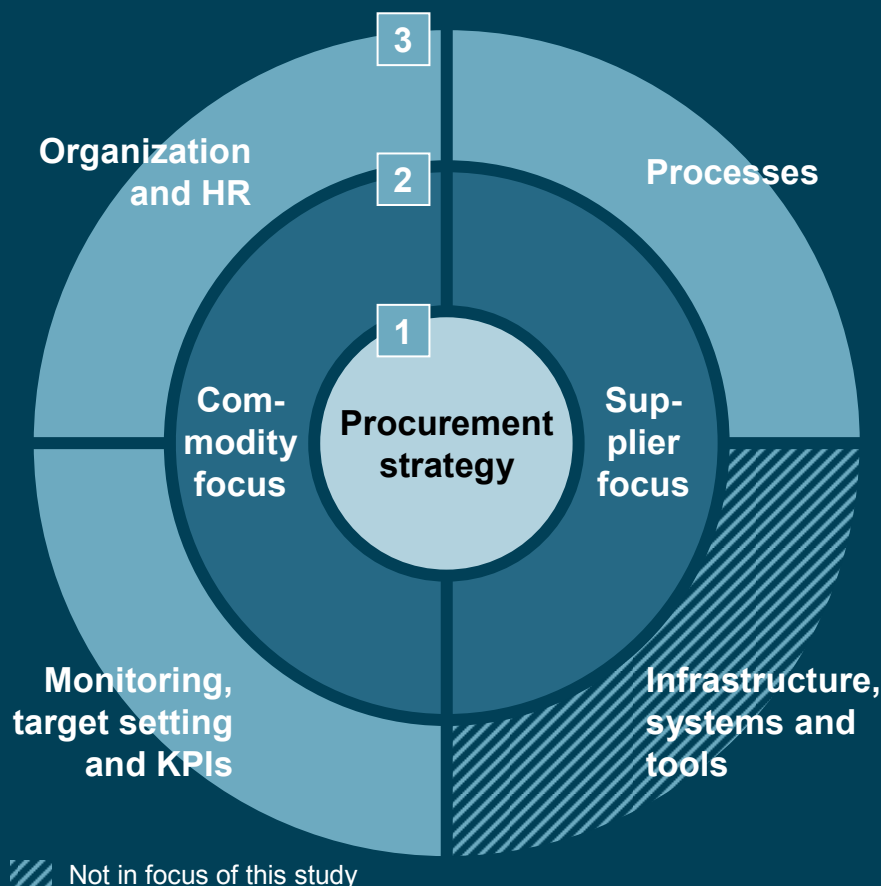 3
Organization
and HR
2
Processes
1
Com-
modity
focus
Procurement
strategy
Sup-
plier
focus
Monitoring,
target setting
and KPIs
Infrastructure,
systems and
tools
Not in focus of this study